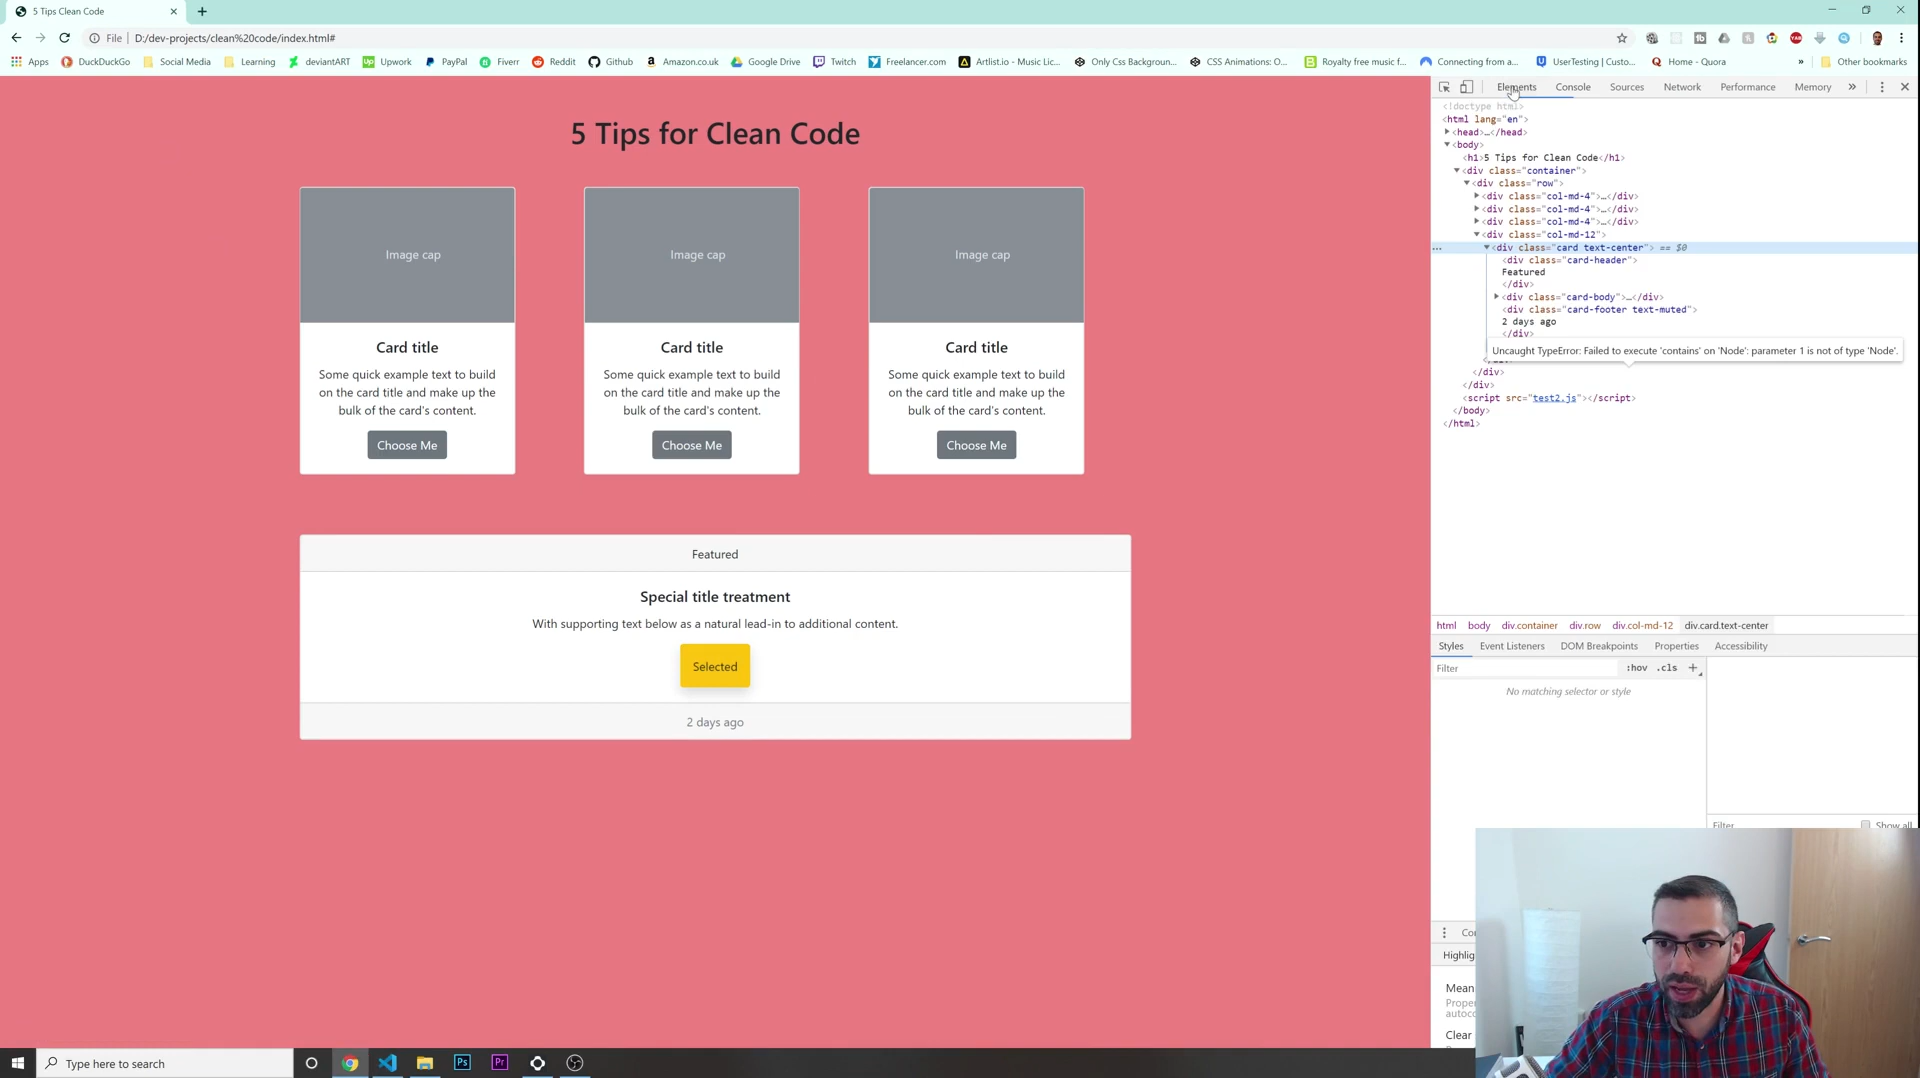 5 Tips Clean Code
File
D:/dev-projects/clean%20code/index.html#
Apps
DuckDuckGo
Social Media
Learning
deviantART
Upwork
PayPal
Fiverr
Reddit
Github
Amazon.co.uk
Google Drive
Twitch
Freelancer.com
Artlist.io - Music Lic...
Only Css Backgroun...
CSS Animations: O...
Royalty free music f...
Connecting from a...
UserTesting | Custo...
Home - Quora
»
Other bookmarks
5 Tips for Clean Code
Image cap
Card title
Some quick example text to build
on the card title and make up the
bulk of the card's content.
Choose Me
Image cap
Card title
Some quick example text to build
on the card title and make up the
bulk of the card's content.
Choose Me
Image cap
Card title
Some quick example text to build
on the card title and make up the
bulk of the card's content.
Choose Me
Featured
Special title treatment
With supporting text below as a natural lead-in to additional content.
Selected
2 days ago
Elements
Console
Sources
Network
Performance
Memory
»
<!doctype html>
<html lang="en">
<head>…</head>
<body>
<h1>5 Tips for Clean Code</h1>
<div class="container">
<div class="row">
<div class="col-md-4">…</div>
<div class="col-md-4">…</div>
<div class="col-md-4">…</div>
<div class="col-md-12">
<div class="card text-center"> == $0
<div class="card-header">
Featured
</div>
<div class="card-body">…</div>
<div class="card-footer text-muted">
2 days ago
</div>
Uncaught TypeError: Failed to execute 'contains' on 'Node': parameter 1 is not of type 'Node'.
</div>
</div>
<script src="test2.js"></script>
</body>
</html>
html
body
div.container
div.row
div.col-md-12
div.card.text-center
Styles
Event Listeners
DOM Breakpoints
Properties
Accessibility
Filter
:hov
.cls
+
No matching selector or style
Filter
Show all
Highlig
Mean
Proper
autoco
Clear
Type here to search
Ps
Pr